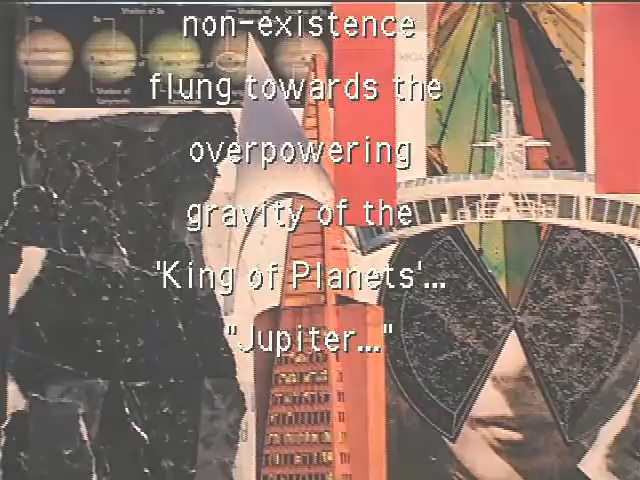 non-existence
flung towards the
overpowering
gravity of the
'King of Planets'...
"Jupiter..."